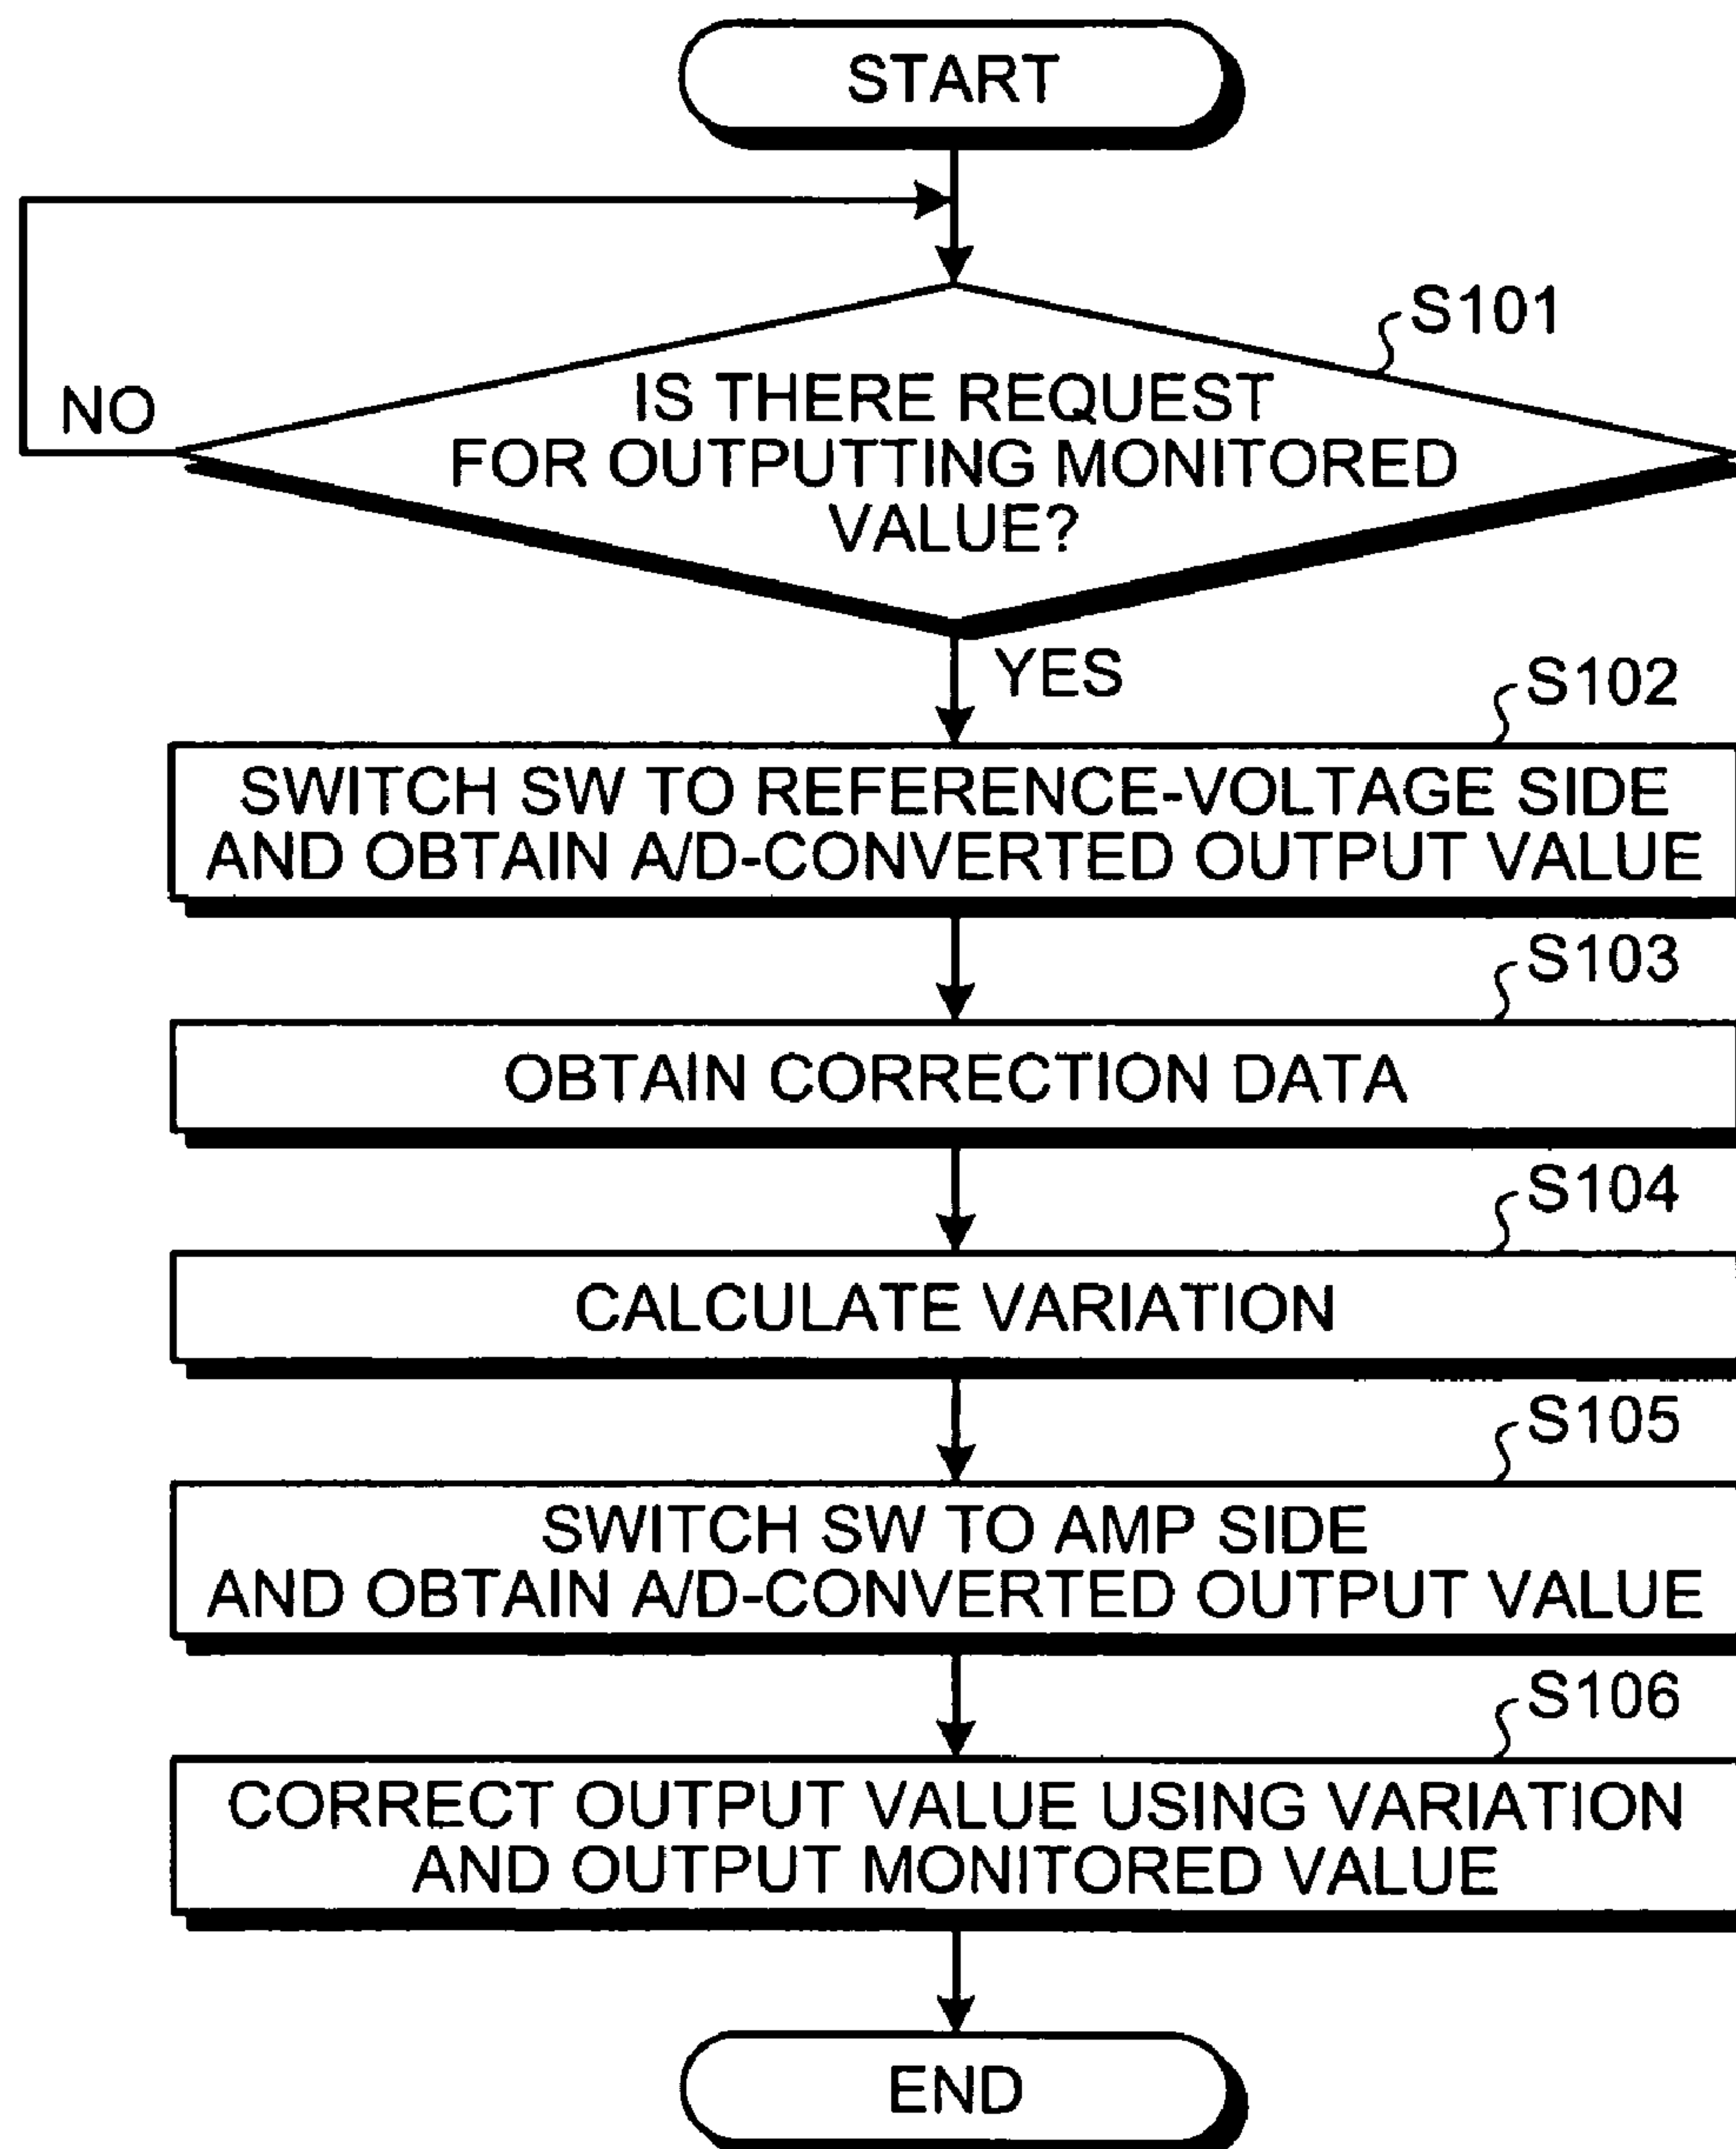 START
S101
IS THERE REQUEST
FOR OUTPUTTING MONITORED
VALUE?
NO
YES
S102
SWITCH SW TO REFERENCE-VOLTAGE SIDE
AND OBTAIN A/D-CONVERTED OUTPUT VALUE
S103
OBTAIN CORRECTION DATA
S104
CALCULATE VARIATION
S105
SWITCH SW TO AMP SIDE
AND OBTAIN A/D-CONVERTED OUTPUT VALUE
S106
CORRECT OUTPUT VALUE USING VARIATION
AND OUTPUT MONITORED VALUE
END